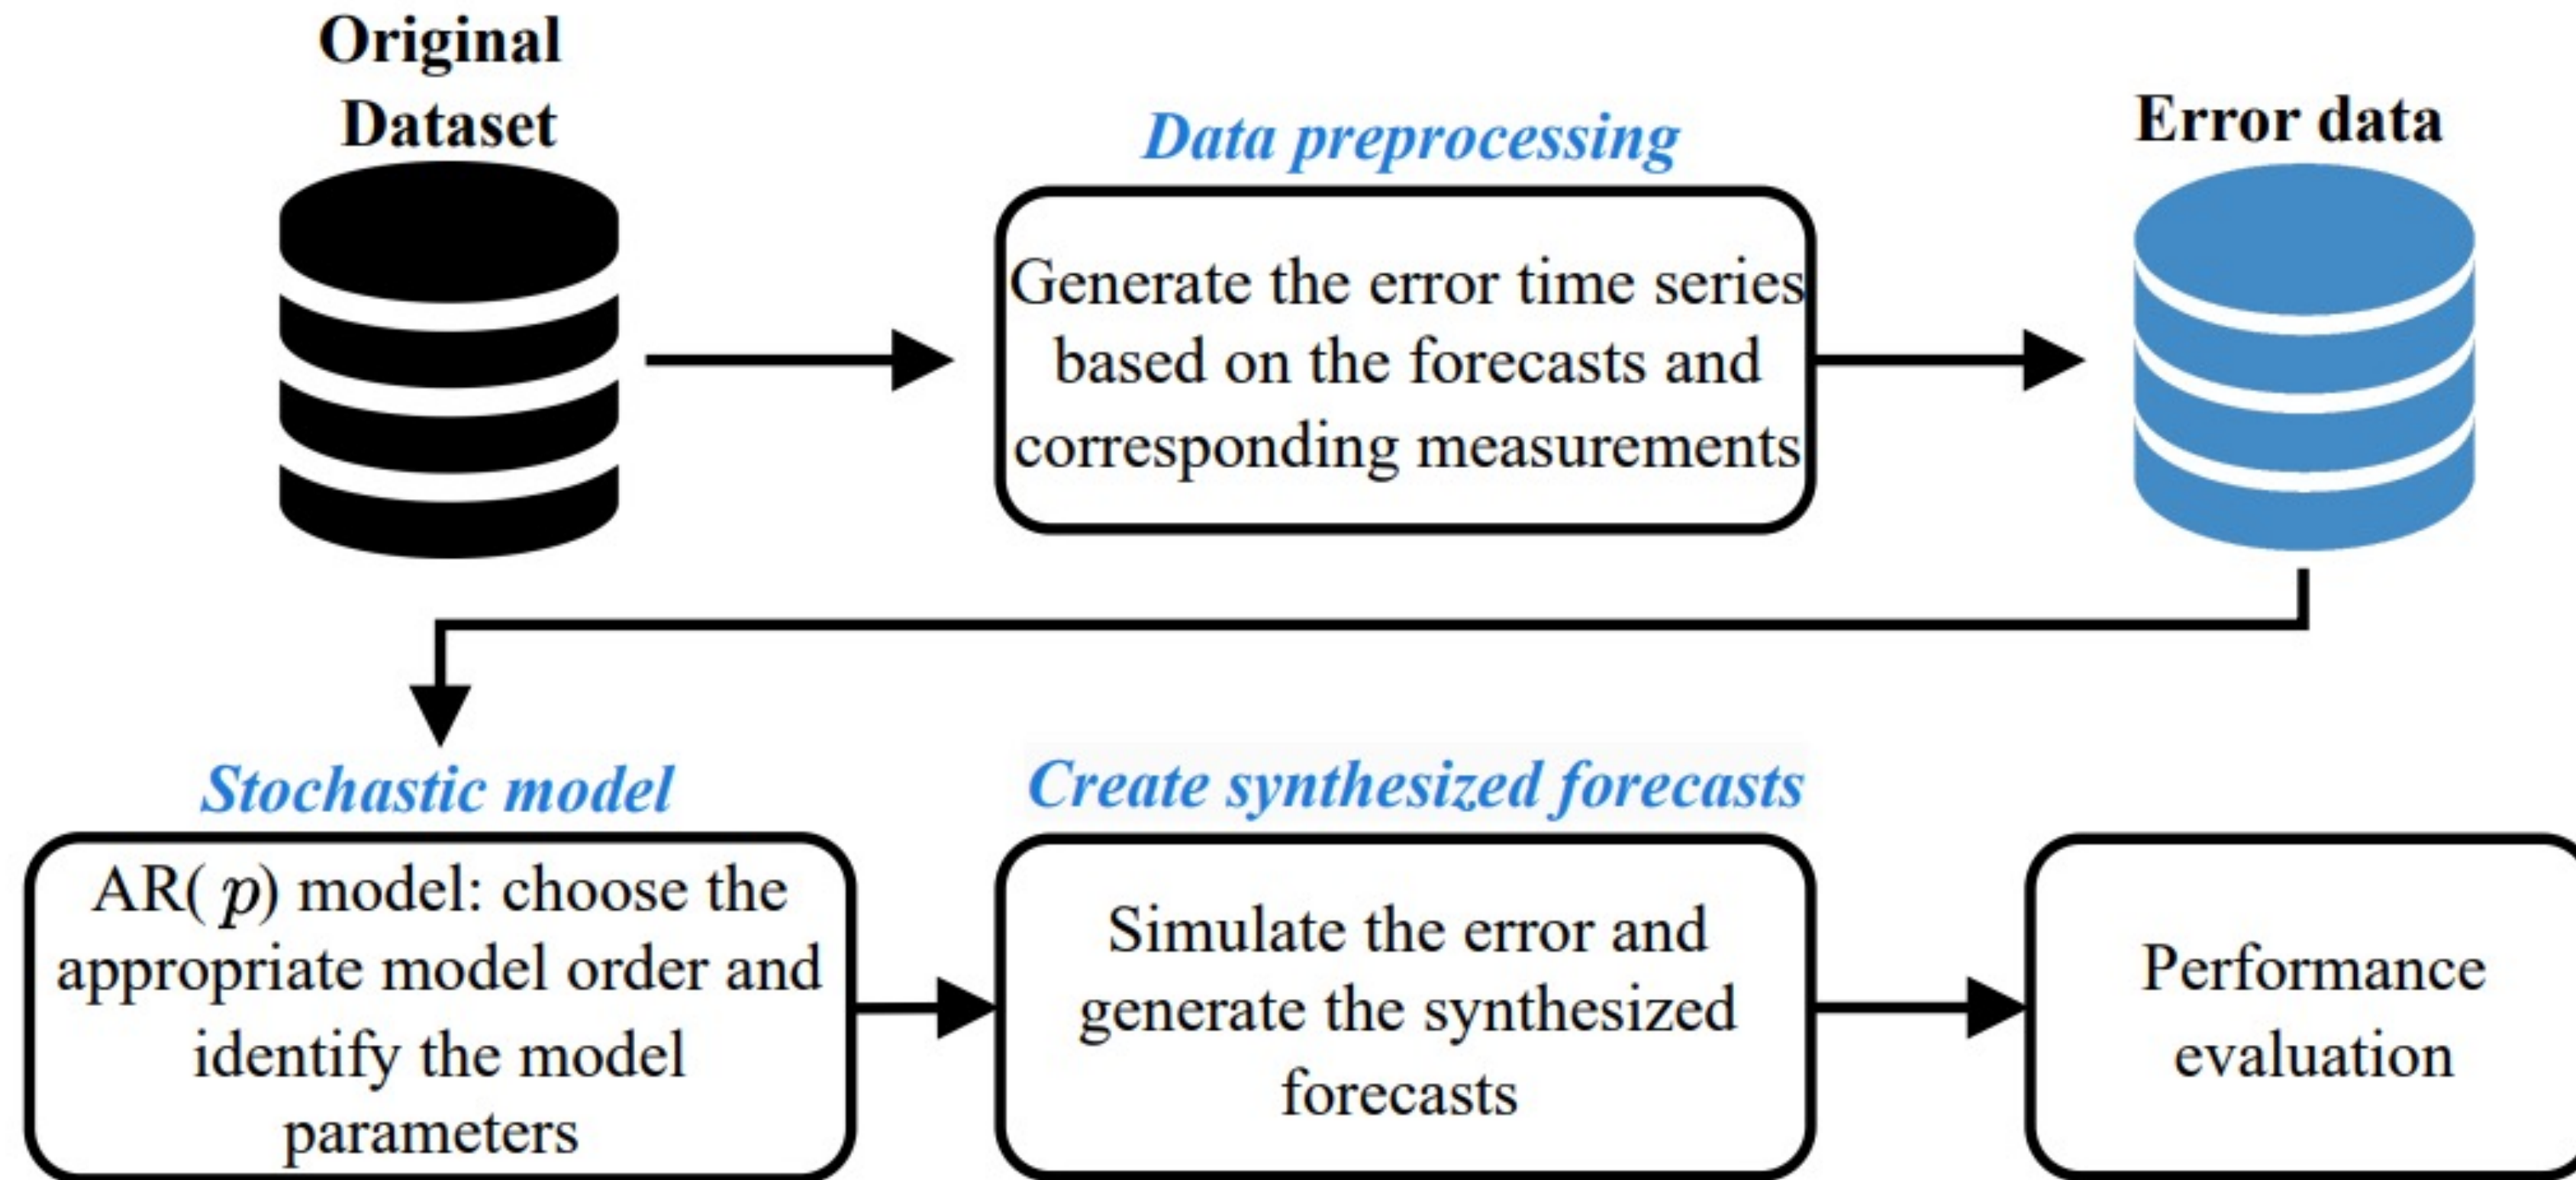 Original
Dataset
Data preprocessing
Error data
Generate the error time series
based on the forecasts and
corresponding measurements
Stochastic model
Create synthesized forecasts
AR( p) model: choose the
appropriate model order and
identify the model
parameters
Simulate the error and
generate the synthesized
forecasts
Performance
evaluation